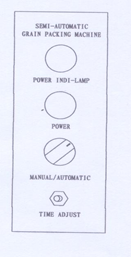 SEMI-AUTOMATIC
GRAIN PACKING MACHINE
POWER INDI-LAMP
POWER
MANUAL/AUTOMATIC
TIME ADJUST